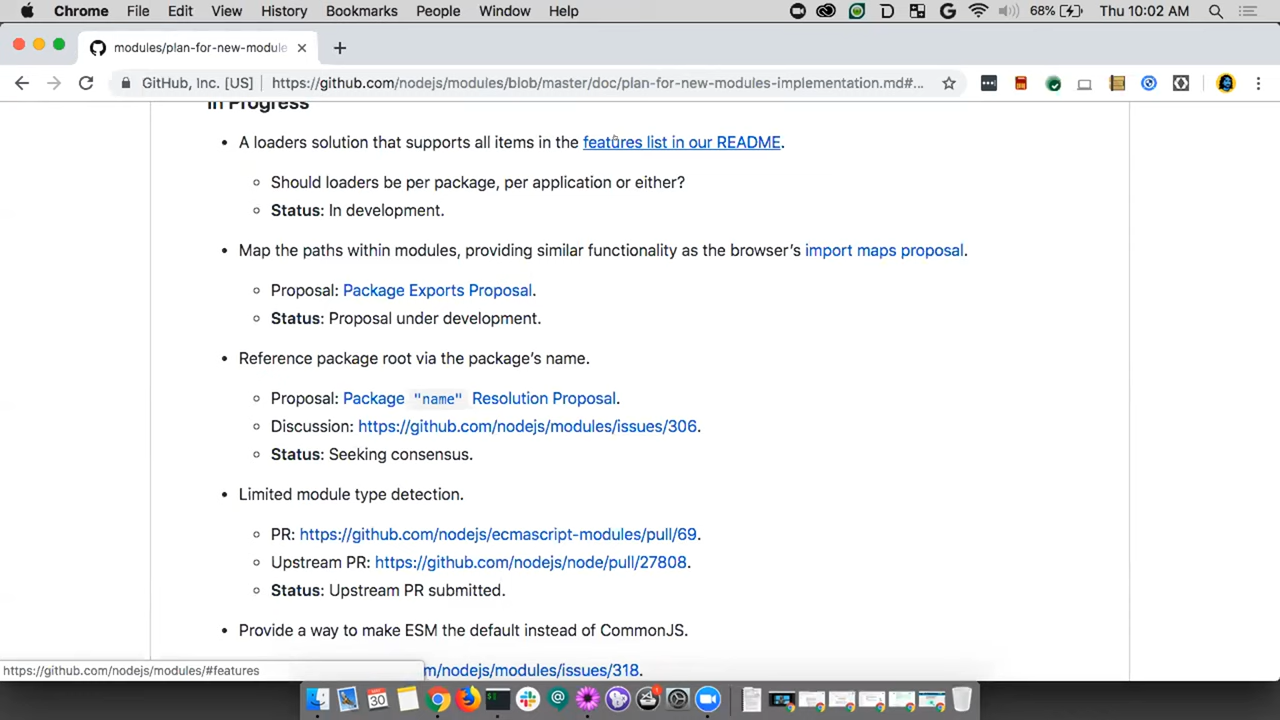 Chrome File Edit View History Bookmarks People Window Help 68% Thu 10:02 AM
modules/plan-for-new-module
GitHub, Inc. [US] https://github.com/nodejs/modules/blob/master/doc/plan-for-new-modules-implementation.md#...
In Progress
• A loaders solution that supports all items in the features list in our README.
Should loaders be per package, per application or either?
Status: In development.
• Map the paths within modules, providing similar functionality as the browser’s import maps proposal.
Proposal: Package Exports Proposal.
Status: Proposal under development.
• Reference package root via the package’s name.
Proposal: Package "name" Resolution Proposal.
Discussion: https://github.com/nodejs/modules/issues/306.
Status: Seeking consensus.
• Limited module type detection.
PR: https://github.com/nodejs/ecmascript-modules/pull/69.
Upstream PR: https://github.com/nodejs/node/pull/27808.
Status: Upstream PR submitted.
• Provide a way to make ESM the default instead of CommonJS.
https://github.com/nodejs/modules/#features m/nodejs/modules/issues/318.
30